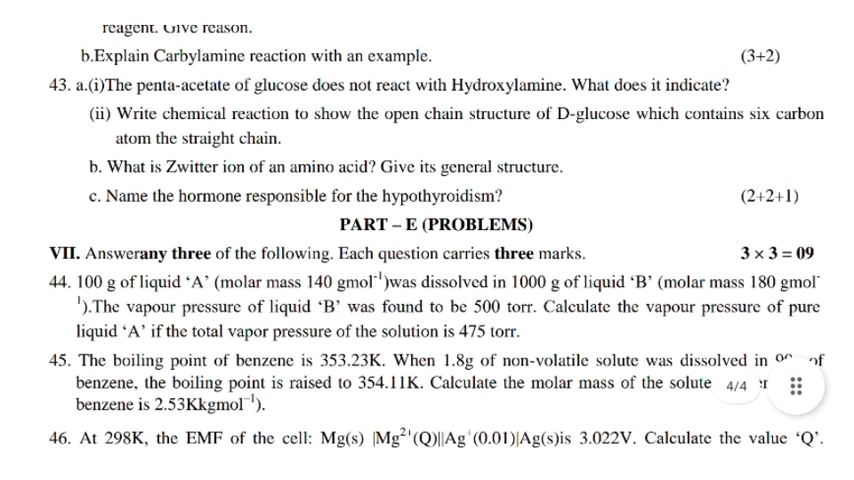 reagent. Give reason.
b.Explain Carbylamine reaction with an example. (3+2)
43. a.(i)The penta-acetate of glucose does not react with Hydroxylamine. What does it indicate?
(ii) Write chemical reaction to show the open chain structure of D-glucose which contains six carbon
atom the straight chain.
b. What is Zwitter ion of an amino acid? Give its general structure.
c. Name the hormone responsible for the hypothyroidism? (2+2+1)
PART – E (PROBLEMS)
VII. Answerany three of the following. Each question carries three marks. 3 × 3 = 09
44. 100 g of liquid ‘A’ (molar mass 140 gmol⁻¹)was dissolved in 1000 g of liquid ‘B’ (molar mass 180 gmol⁻
¹).The vapour pressure of liquid ‘B’ was found to be 500 torr. Calculate the vapour pressure of pure
liquid ‘A’ if the total vapor pressure of the solution is 475 torr.
45. The boiling point of benzene is 353.23K. When 1.8g of non-volatile solute was dissolved in of
benzene, the boiling point is raised to 354.11K. Calculate the molar mass of the solute 4/4
benzene is 2.53Kkgmol⁻¹).
46. At 298K, the EMF of the cell: Mg(s) |Mg²⁺(Q)||Ag⁺(0.01)|Ag(s)is 3.022V. Calculate the value ‘Q’.